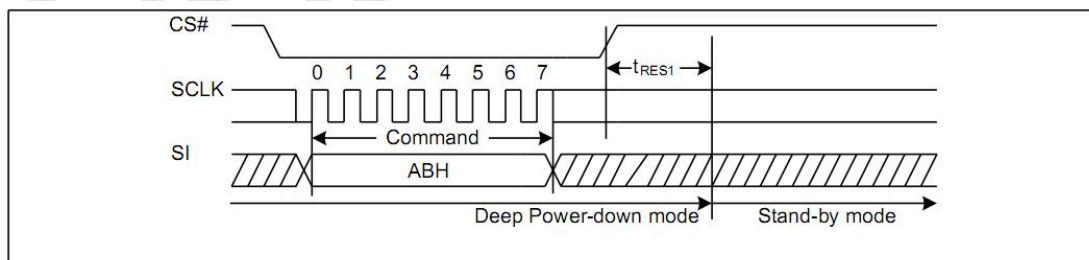 CS#
tRES1
0 1 2 3 4 5 6 7
SCLK
Command
SI
ABH
Deep Power-down mode Stand-by mode